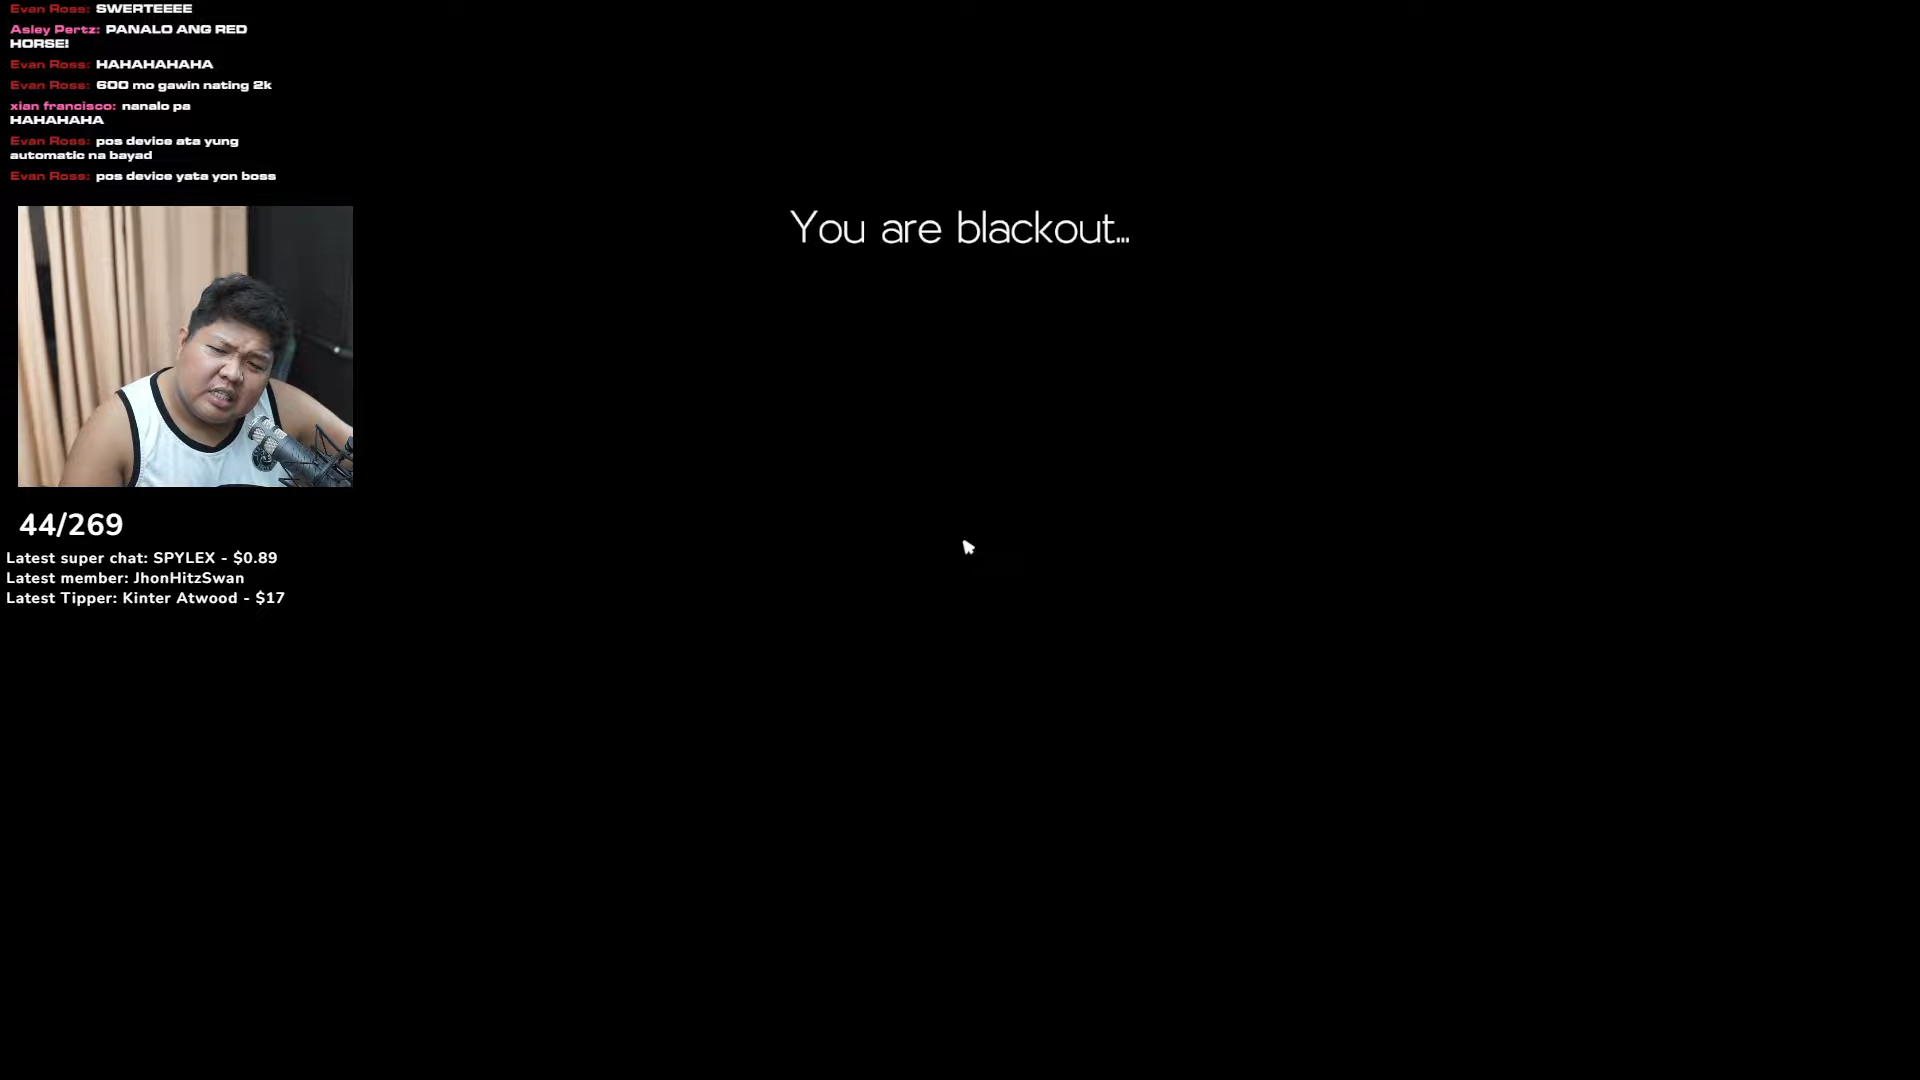 Evan Ross: SWERTEEEE
Asley Pertz: PANALO ANG RED
HORSE!
Evan Ross: HAHAHAHAHA
Evan Ross: 600 mo gawin nating 2k
xian francisco: nanalo pa
HAHAHAHA
Evan Ross: pos device ata yung
automatic na bayad
Evan Ross: pos device yata yon boss
You are blackout...
44/269
Latest super chat: SPYLEX - $0.89
Latest member: JhonHitzSwan
Latest Tipper: Kinter Atwood - $17